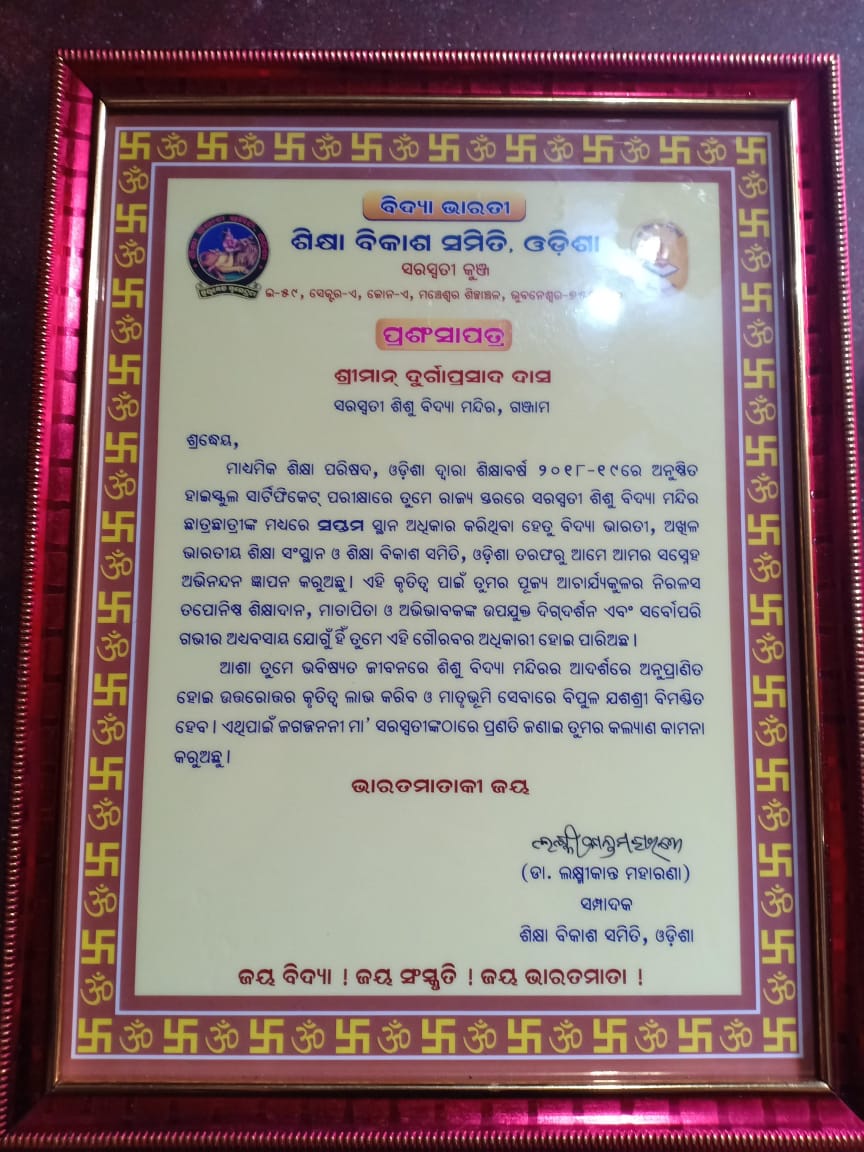 ବିଦ୍ୟା ଭାରତୀ
ଶିକ୍ଷା ବିକାଶ ସମିତି, ଓଡ଼ିଶା
ସରସ୍ୱତୀ କୁଞ୍ଜ
ଇ-୫୯, ସେକ୍ଟର-ଏ, ଜୋନ-ଏ, ମଞ୍ଚେଶ୍ୱର ଶିଳ୍ପାଞ୍ଚଳ, ଭୁବନେଶ୍ୱର-
ପ୍ରଶଂସାପତ୍ର
ଶ୍ରୀମାନ୍ ଦୁର୍ଗାପ୍ରସାଦ ଦାସ
ସରସ୍ୱତୀ ଶିଶୁ ବିଦ୍ୟା ମନ୍ଦିର, ଗଞ୍ଜାମ
ଶ୍ରଦ୍ଧେୟ,
ମାଧ୍ୟମିକ ଶିକ୍ଷା ପରିଷଦ, ଓଡ଼ିଶା ଦ୍ୱାରା ଶିକ୍ଷାବର୍ଷ ୨୦୧୮-୧୯ରେ ଅନୁଷ୍ଠିତ
ହାଇସ୍କୁଲ ସାର୍ଟିଫିକେଟ୍ ପରୀକ୍ଷାରେ ତୁମେ ରାଜ୍ୟ ସ୍ତରରେ ସରସ୍ୱତୀ ଶିଶୁ ବିଦ୍ୟା ମନ୍ଦିର
ଛାତ୍ରଛାତ୍ରୀଙ୍କ ମଧ୍ୟରେ ସପ୍ତମ ସ୍ଥାନ ଅଧିକାର କରିଥିବା ହେତୁ ବିଦ୍ୟା ଭାରତୀ, ଅଖିଳ
ଭାରତୀୟ ଶିକ୍ଷା ସଂସ୍ଥାନ ଓ ଶିକ୍ଷା ବିକାଶ ସମିତି, ଓଡ଼ିଶା ତରଫରୁ ଆମେ ଆମର ସସ୍ନେହ
ଅଭିନନ୍ଦନ ଜ୍ଞାପନ କରୁଅଛୁ। ଏହି କୃତିତ୍ୱ ପାଇଁ ତୁମର ପୂଜ୍ୟ ଆଚାର୍ଯ୍ୟକୁଳର ନିରଳସ
ତପୋନିଷ୍ଠ ଶିକ୍ଷାଦାନ, ମାତାପିତା ଓ ଅଭିଭାବକଙ୍କ ଉପଯୁକ୍ତ ଦିଗ୍‌ଦର୍ଶନ ଏବଂ ସର୍ବୋପରି
ଗଭୀର ଅଧ୍ୟବସାୟ ଯୋଗୁଁ ହିଁ ତୁମେ ଏହି ଗୌରବର ଅଧିକାରୀ ହୋଇ ପାରିଅଛ।
ଆଶା ତୁମେ ଭବିଷ୍ୟତ ଜୀବନରେ ଶିଶୁ ବିଦ୍ୟା ମନ୍ଦିରର ଆଦର୍ଶରେ ଅନୁପ୍ରାଣିତ
ହୋଇ ଉତ୍ତରୋତ୍ତର କୃତିତ୍ୱ ଲାଭ କରିବ ଓ ମାତୃଭୂମି ସେବାରେ ବିପୁଳ ଯଶଶ୍ରୀ ବିମଣ୍ଡିତ
ହେବ। ଏଥିପାଇଁ ଜଗଜ୍ଜନନୀ ମା' ସରସ୍ୱତୀଙ୍କଠାରେ ପ୍ରଣତି ଜଣାଇ ତୁମର କଲ୍ୟାଣ କାମନା
କରୁଅଛୁ।
ଭାରତମାତାକୀ ଜୟ
(ଡା. ଲକ୍ଷ୍ମୀକାନ୍ତ ମହାରଣା)
ସମ୍ପାଦକ
ଶିକ୍ଷା ବିକାଶ ସମିତି, ଓଡ଼ିଶା
ଜୟ ବିଦ୍ୟା ! ଜୟ ସଂସ୍କୃତି ! ଜୟ ଭାରତମାତା !